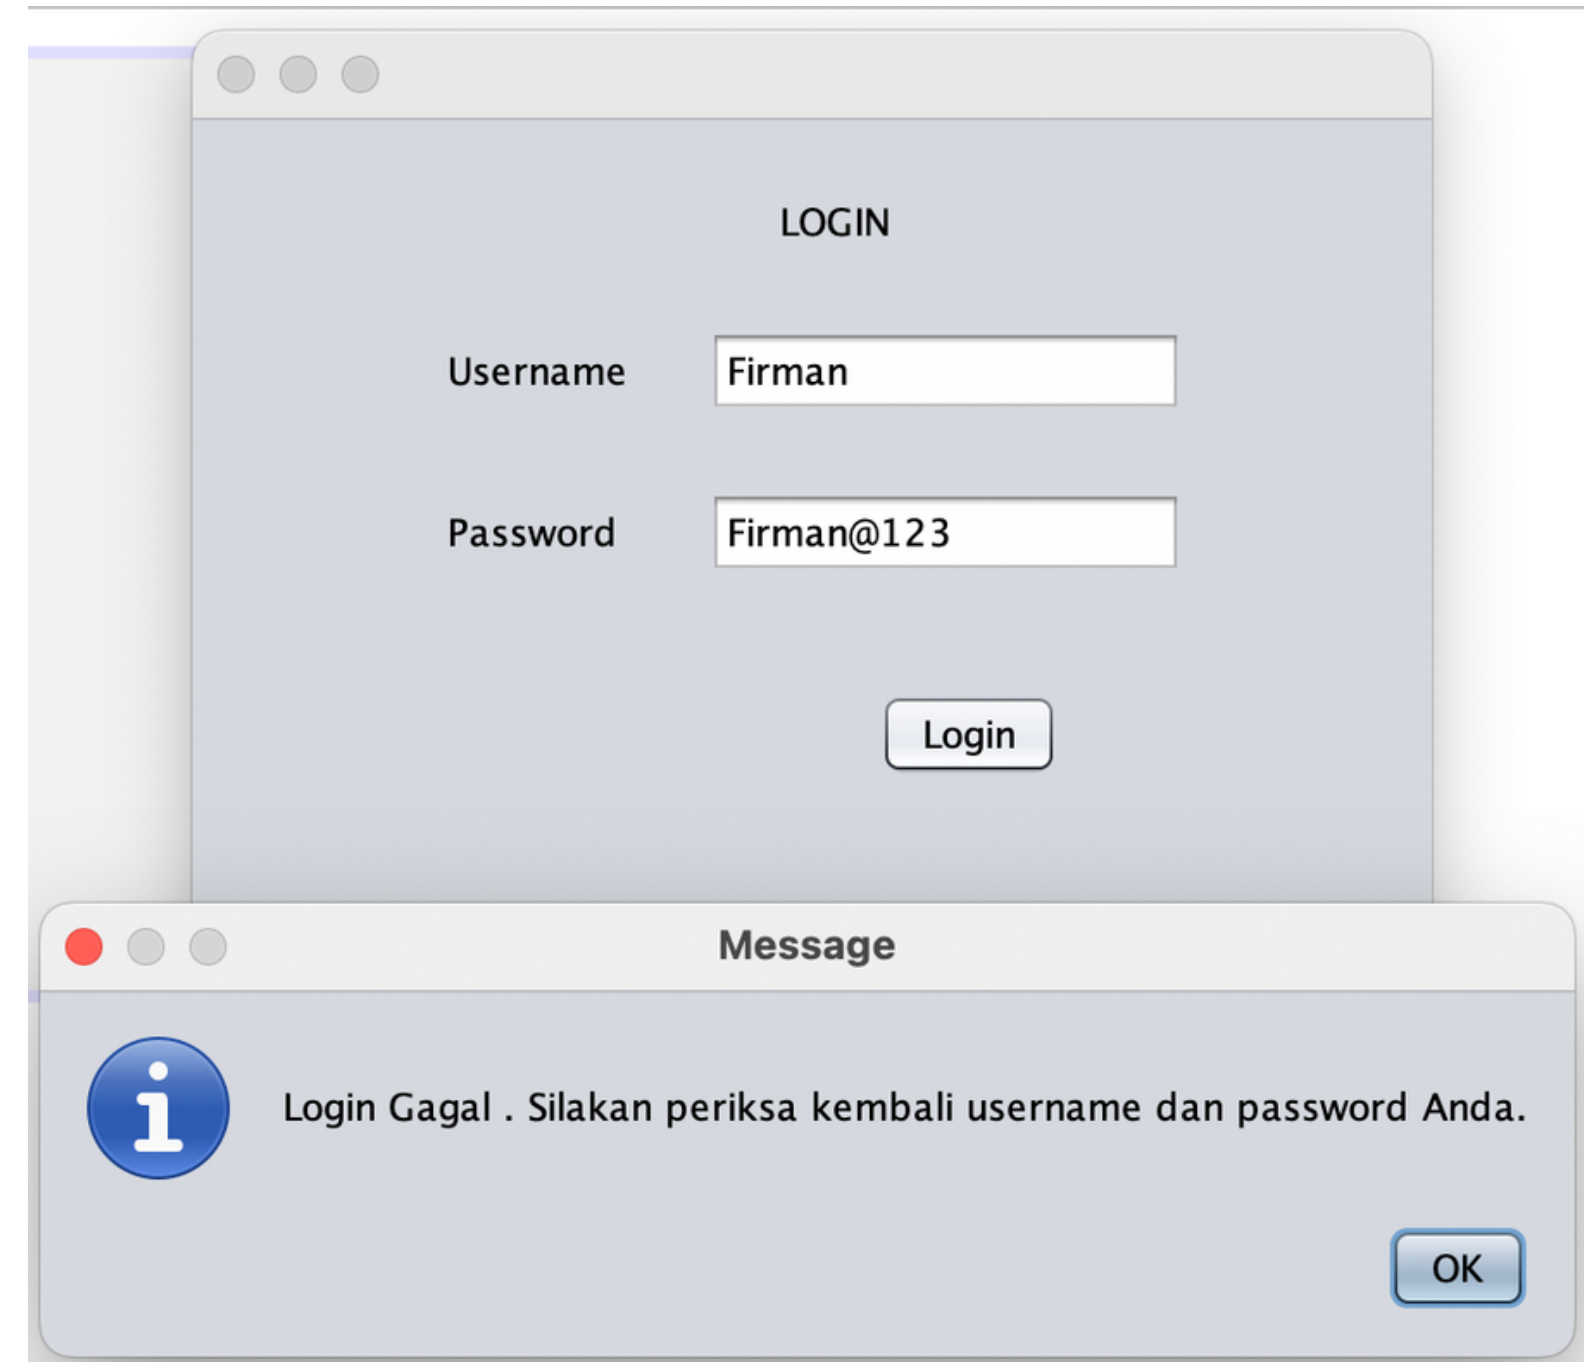 LOGIN
Username Firman
Password Firman@123
Login
Message
Login Gagal . Silakan periksa kembali username dan password Anda.
OK